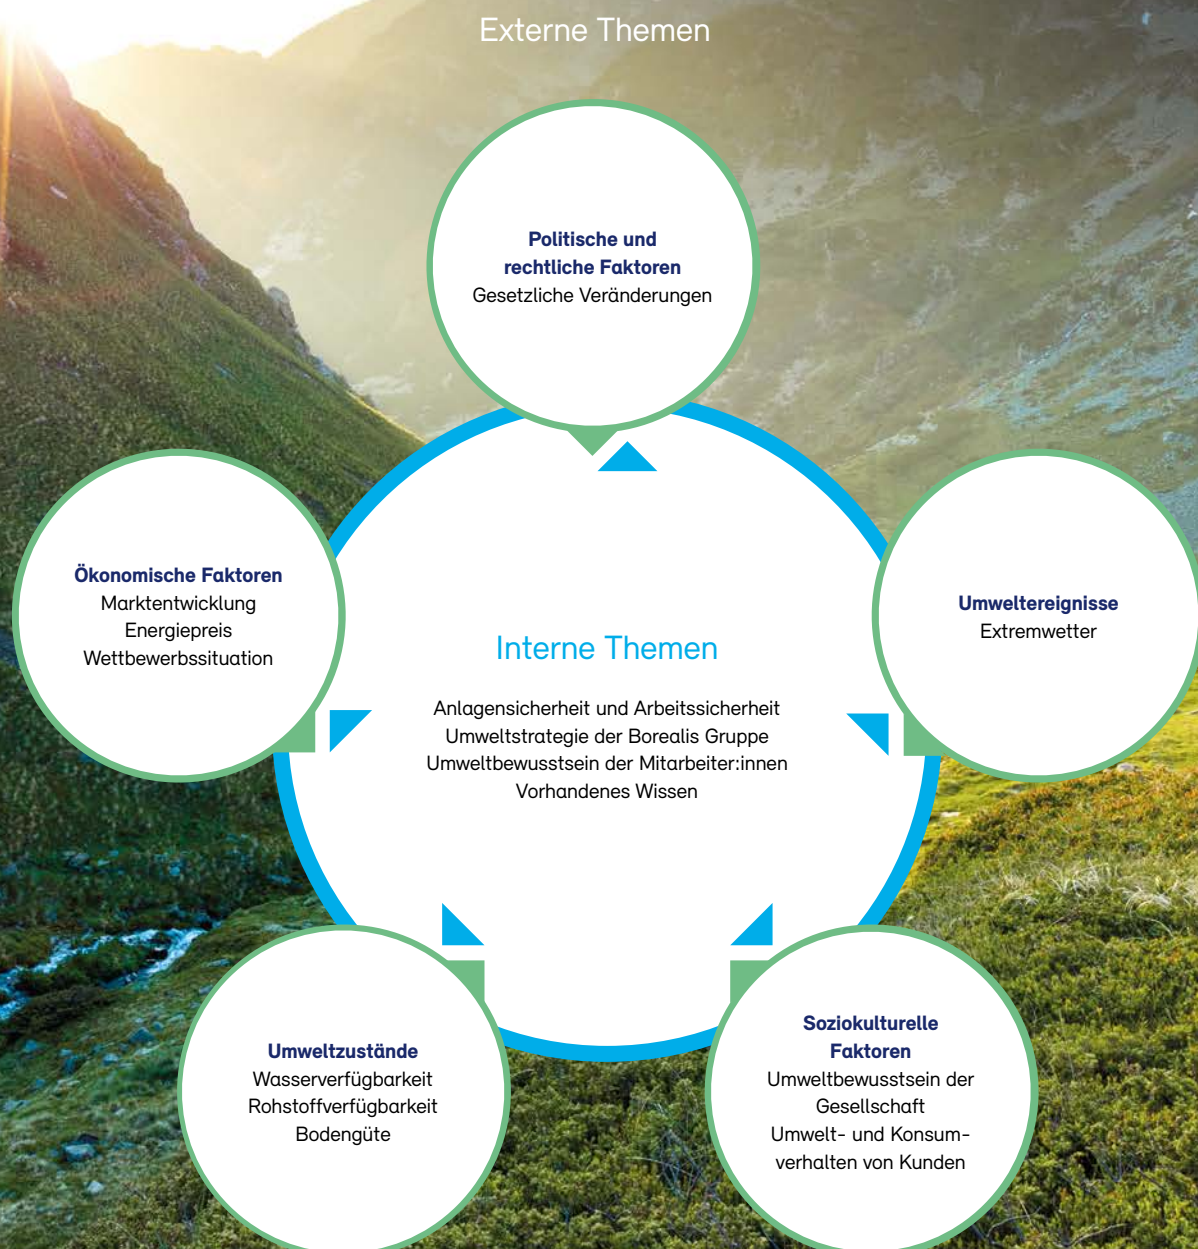 Externe Themen
Politische und
rechtliche Faktoren
Gesetzliche Veränderungen
Ökonomische Faktoren
Marktentwicklung
Energiepreis
Wettbewerbssituation
Umweltereignisse
Extremwetter
Interne Themen
Anlagensicherheit und Arbeitssicherheit
Umweltstrategie der Borealis Gruppe
Umweltbewusstsein der Mitarbeiter:innen
Vorhandenes Wissen
Umweltzustände
Wasserverfügbarkeit
Rohstoffverfügbarkeit
Bodengüte
Soziokulturelle
Faktoren
Umweltbewusstsein der
Gesellschaft
Umwelt- und Konsum-
verhalten von Kunden